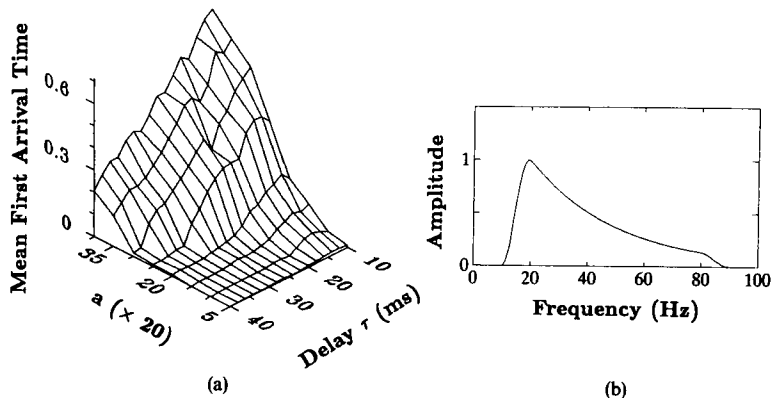 Mean First Arrival Time
0.6
0.3
0
35
20
5
a (× 20)
10
20
30
40
Delay τ (ms)
(a)
Amplitude
1
0
0
20
40
60
80
100
Frequency (Hz)
(b)